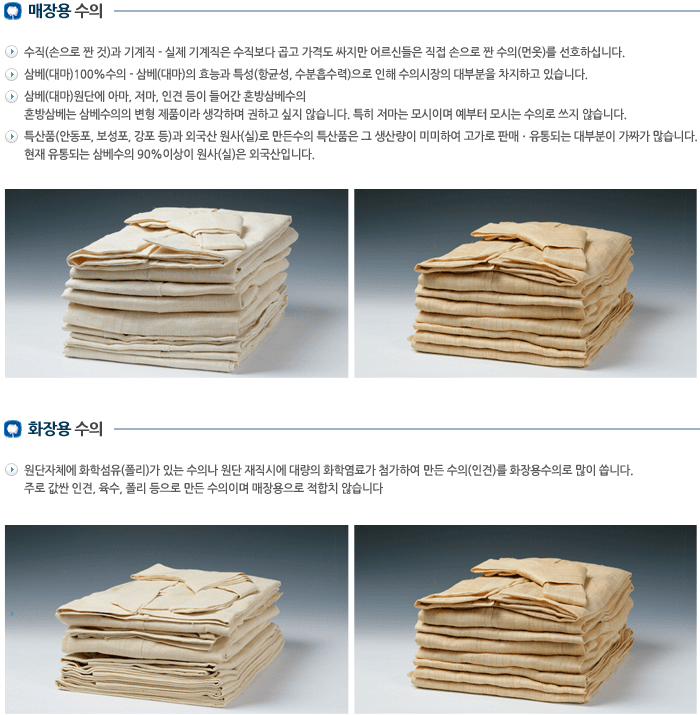 매장용 수의
수직(손으로 짠 것)과 기계직 - 실제 기계직은 수직보다 곱고 가격도 싸지만 어르신들은 직접 손으로 짠 수의(먼옷)를 선호하십니다.
삼베(대마)100%수의 - 삼베(대마)의 효능과 특성(항균성, 수분흡수력)으로 인해 수의시장의 대부분을 차지하고 있습니다.
삼베(대마)원단에 아마, 저마, 인견 등이 들어간 혼방삼베수의
혼방삼베는 삼베수의의 변형 제품이라 생각하며 권하고 싶지 않습니다. 특히 저마는 모시이며 예부터 모시는 수의로 쓰지 않습니다.
특산품(안동포, 보성포, 강포 등)과 외국산 원사(실)로 만든수의 특산품은 그 생산량이 미미하여 고가로 판매ㆍ유통되는 대부분이 가짜가 많습니다.
현재 유통되는 삼베수의 90%이상이 원사(실)은 외국산입니다.
화장용 수의
원단자체에 화학섬유(폴리)가 있는 수의나 원단 재직시에 대량의 화학염료가 첨가하여 만든 수의(인견)를 화장용수의로 많이 씁니다.
주로 값싼 인견, 육수, 폴리 등으로 만든 수의이며 매장용으로 적합치 않습니다